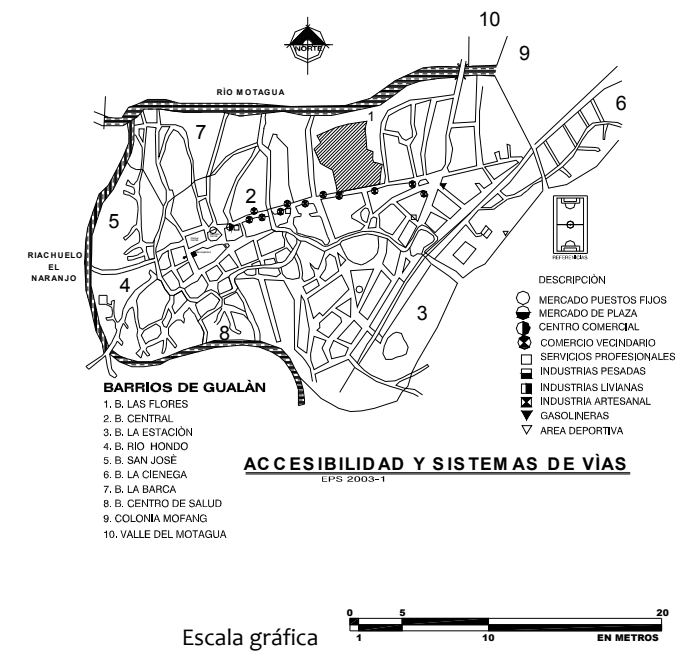 10
9
NORTE
RÌO MOTAGUA
6
1
7
2
5
RIACHUELO
EL
NARANJO
REFERENCIAS
4
3
8
DESCRIPCIÒN
MERCADO PUESTOS FIJOS
MERCADO DE PLAZA
CENTRO COMERCIAL
COMERCIO VECINDARIO
SERVICIOS PROFESIONALES
INDUSTRIAS PESADAS
INDUSTRIAS LIVIANAS
INDUSTRIA ARTESANAL
GASOLINERAS
AREA DEPORTIVA
BARRIOS DE GUALÀN
1. B. LAS FLORES
2. B. CENTRAL
3. B. LA ESTACIÒN
4. B. RIO HONDO
5. B. SAN JOSÈ
6. B. LA CIENEGA
7. B. LA BARCA
8. B. CENTRO DE SALUD
9. COLONIA MOFANG
10. VALLE DEL MOTAGUA
ACCESIBILIDAD Y SISTEMAS DE VÌAS
EPS 2003-1
Escala gráfica
0 5 20
1 10 EN METROS